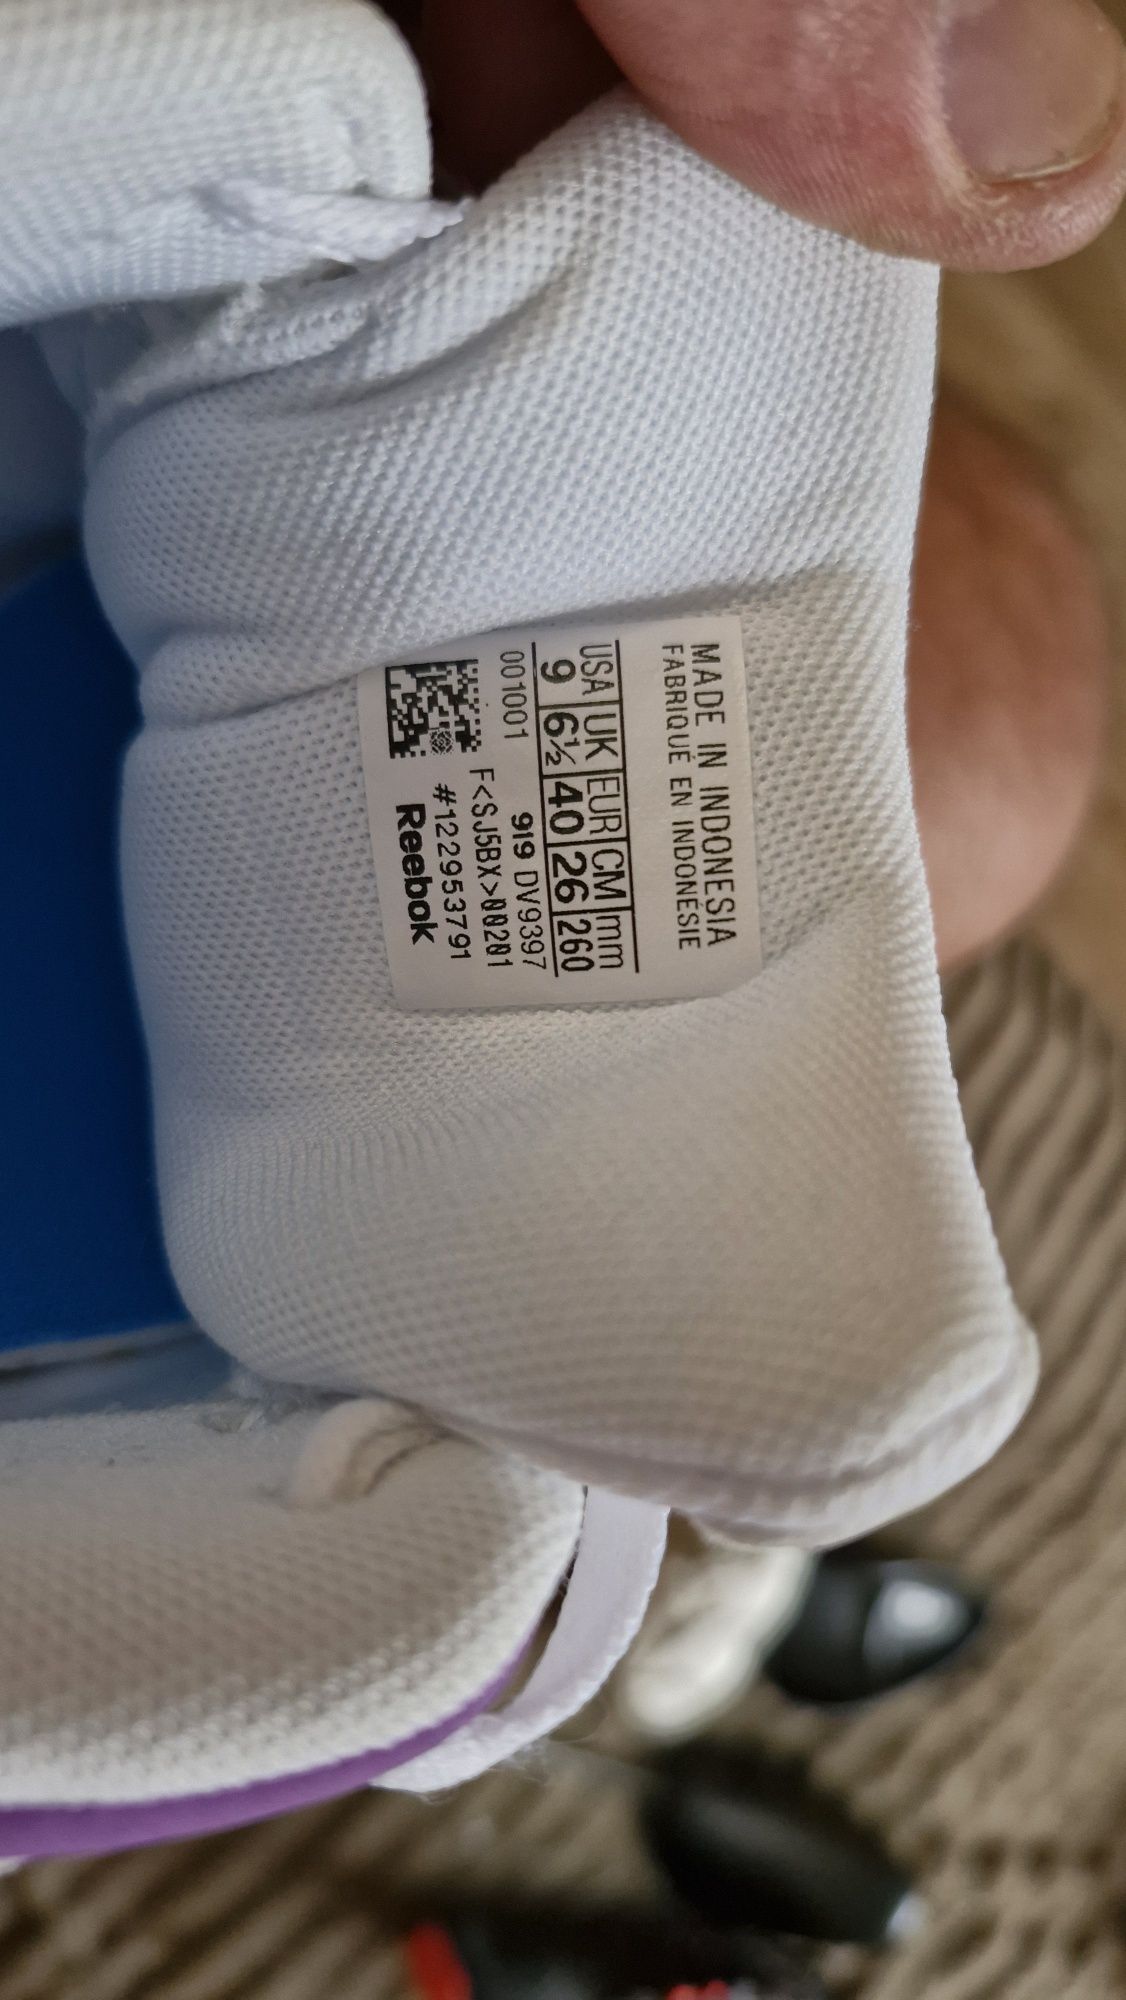 MADE IN INDONESIA
FABRIQUÉ EN INDONÉSIE
USA UK EUR CM mm
9 6½ 40 26 260
001001 919 DV9397
F<SJ5BX>00201
#122953791
Reebok